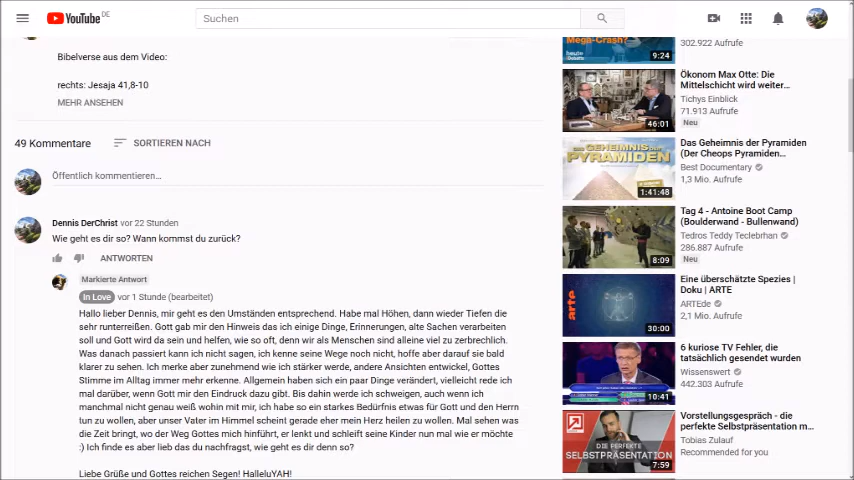 YouTube DE
Suchen
Bibelverse aus dem Video:
rechts: Jesaja 41,8-10
MEHR ANSEHEN
49 Kommentare
SORTIEREN NACH
Öffentlich kommentieren...
Dennis DerChrist vor 22 Stunden
Wie geht es dir so? Wann kommst du zurück?
ANTWORTEN
Markierte Antwort
In Love vor 1 Stunde (bearbeitet)
Hallo lieber Dennis, mir geht es den Umständen entsprechend. Habe mal Höhen, dann wieder Tiefen die
sehr runterreißen. Gott gab mir den Hinweis das ich einige Dinge, Erinnerungen, alte Sachen verarbeiten
soll und Gott wird da sein und helfen, wie so oft, denn wir als Menschen sind alleine viel zu zerbrechlich.
Was danach passiert kann ich nicht sagen, ich kenne seine Wege noch nicht, hoffe aber darauf sie bald
klarer zu sehen. Ich merke aber zunehmend wie ich stärker werde, andere Ansichten entwickel, Gottes
Stimme im Alltag immer mehr erkenne. Allgemein haben sich ein paar Dinge verändert, vielleicht rede ich
mal darüber, wenn Gott mir den Eindruck dazu gibt. Bis dahin werde ich schweigen, auch wenn ich
manchmal nicht genau weiß wohin mit mir, ich habe so ein starkes Bedürfnis etwas für Gott und den Herrn
tun zu wollen, aber unser Vater im Himmel scheint gerade eher mein Herz heilen zu wollen. Mal sehen was
die Zeit bringt, wo der Weg Gottes mich hinführt, er lenkt und schleift seine Kinder nun mal wie er möchte
:) Ich finde es aber lieb das du nachfragst, wie geht es dir denn so?
Liebe Grüße und Gottes reichen Segen! HalleluYAH!
Mega-Crash?
heute
9:24
302.922 Aufrufe
46:01
Ökonom Max Otte: Die
Mittelschicht wird weiter...
Tichys Einblick
71.919 Aufrufe
Neu
DAS GEHEIMNIS DER
PYRAMIDEN
1:41:48
Das Geheimnis der Pyramiden
(Der Cheops Pyramiden...
Best Documentary
1,3 Mio. Aufrufe
8:09
Tag 4 - Antoine Boot Camp
(Boulderwand - Bullenwand)
Tedros Teddy Teclebrhan
286.887 Aufrufe
Neu
arte
30:00
Eine überschätzte Spezies |
Doku | ARTE
ARTEde
2,1 Mio. Aufrufe
10:41
6 kuriose TV Fehler, die
tatsächlich gesendet wurden
Wissenswert
442.303 Aufrufe
DIE PERFEKTE
SELBSTPRÄSENTATION
7:59
Vorstellungsgespräch - die
perfekte Selbstpräsentation m...
Tobias Zulauf
Recommended for you